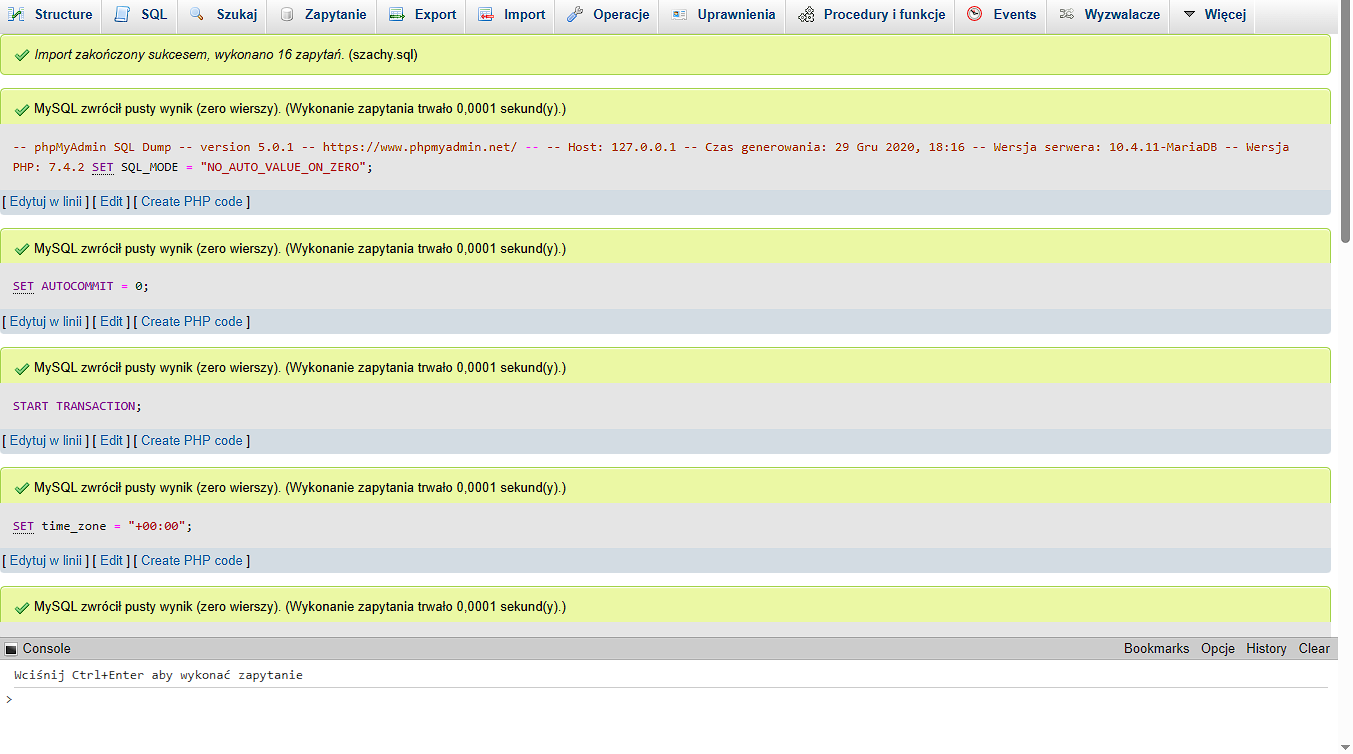 Structure SQL Szukaj Zapytanie Export Import Operacje Uprawnienia Procedury i funkcje Events Wyzwalacze Więcej
Import zakończony sukcesem, wykonano 16 zapytań. (szachy.sql)
MySQL zwrócił pusty wynik (zero wierszy). (Wykonanie zapytania trwało 0,0001 sekund(y).)
-- phpMyAdmin SQL Dump -- version 5.0.1 -- https://www.phpmyadmin.net/ -- -- Host: 127.0.0.1 -- Czas generowania: 29 Gru 2020, 18:16 -- Wersja serwera: 10.4.11-MariaDB -- Wersja
PHP: 7.4.2 SET SQL_MODE = "NO_AUTO_VALUE_ON_ZERO";
[ Edytuj w linii ] [ Edit ] [ Create PHP code ]
MySQL zwrócił pusty wynik (zero wierszy). (Wykonanie zapytania trwało 0,0001 sekund(y).)
SET AUTOCOMMIT = 0;
[ Edytuj w linii ] [ Edit ] [ Create PHP code ]
MySQL zwrócił pusty wynik (zero wierszy). (Wykonanie zapytania trwało 0,0001 sekund(y).)
START TRANSACTION;
[ Edytuj w linii ] [ Edit ] [ Create PHP code ]
MySQL zwrócił pusty wynik (zero wierszy). (Wykonanie zapytania trwało 0,0001 sekund(y).)
SET time_zone = "+00:00";
[ Edytuj w linii ] [ Edit ] [ Create PHP code ]
MySQL zwrócił pusty wynik (zero wierszy). (Wykonanie zapytania trwało 0,0001 sekund(y).)
Console Bookmarks Opcje History Clear
Wciśnij Ctrl+Enter aby wykonać zapytanie
>